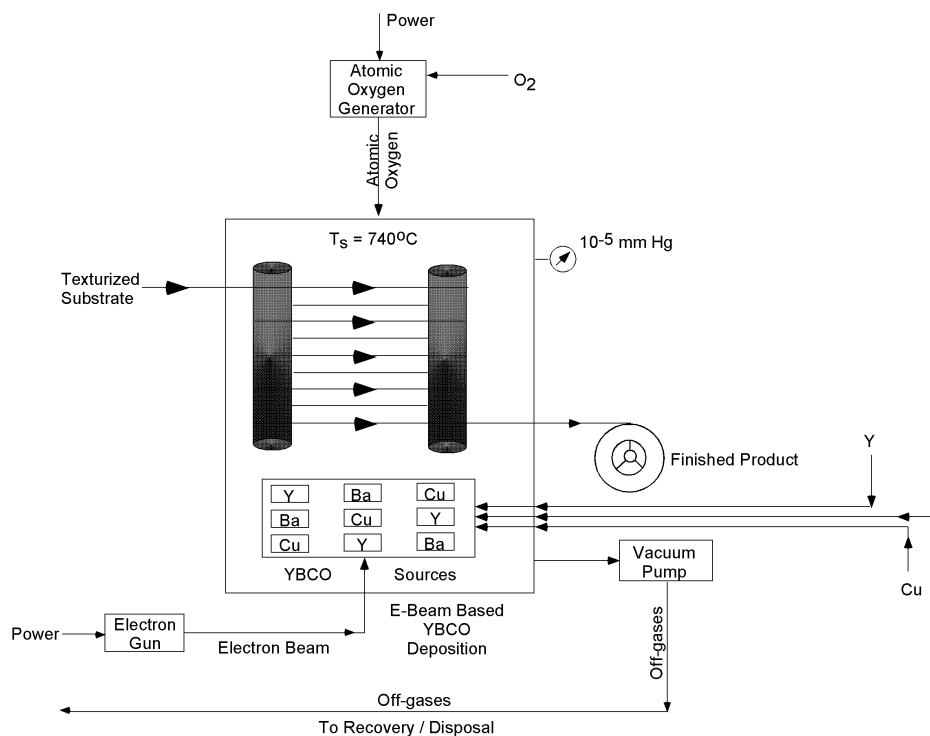 Power
Atomic
Oxygen
Generator
O2
Atomic
Oxygen
Ts = 740oC
10-5 mm Hg
Texturized
Substrate
Finished Product
Y
Y Ba Cu
Ba Cu Y
Cu Y Ba
YBCO Sources
Vacuum
Pump
Cu
E-Beam Based
YBCO
Deposition
Power
Electron
Gun
Electron Beam
Off-gases
Off-gases
To Recovery / Disposal